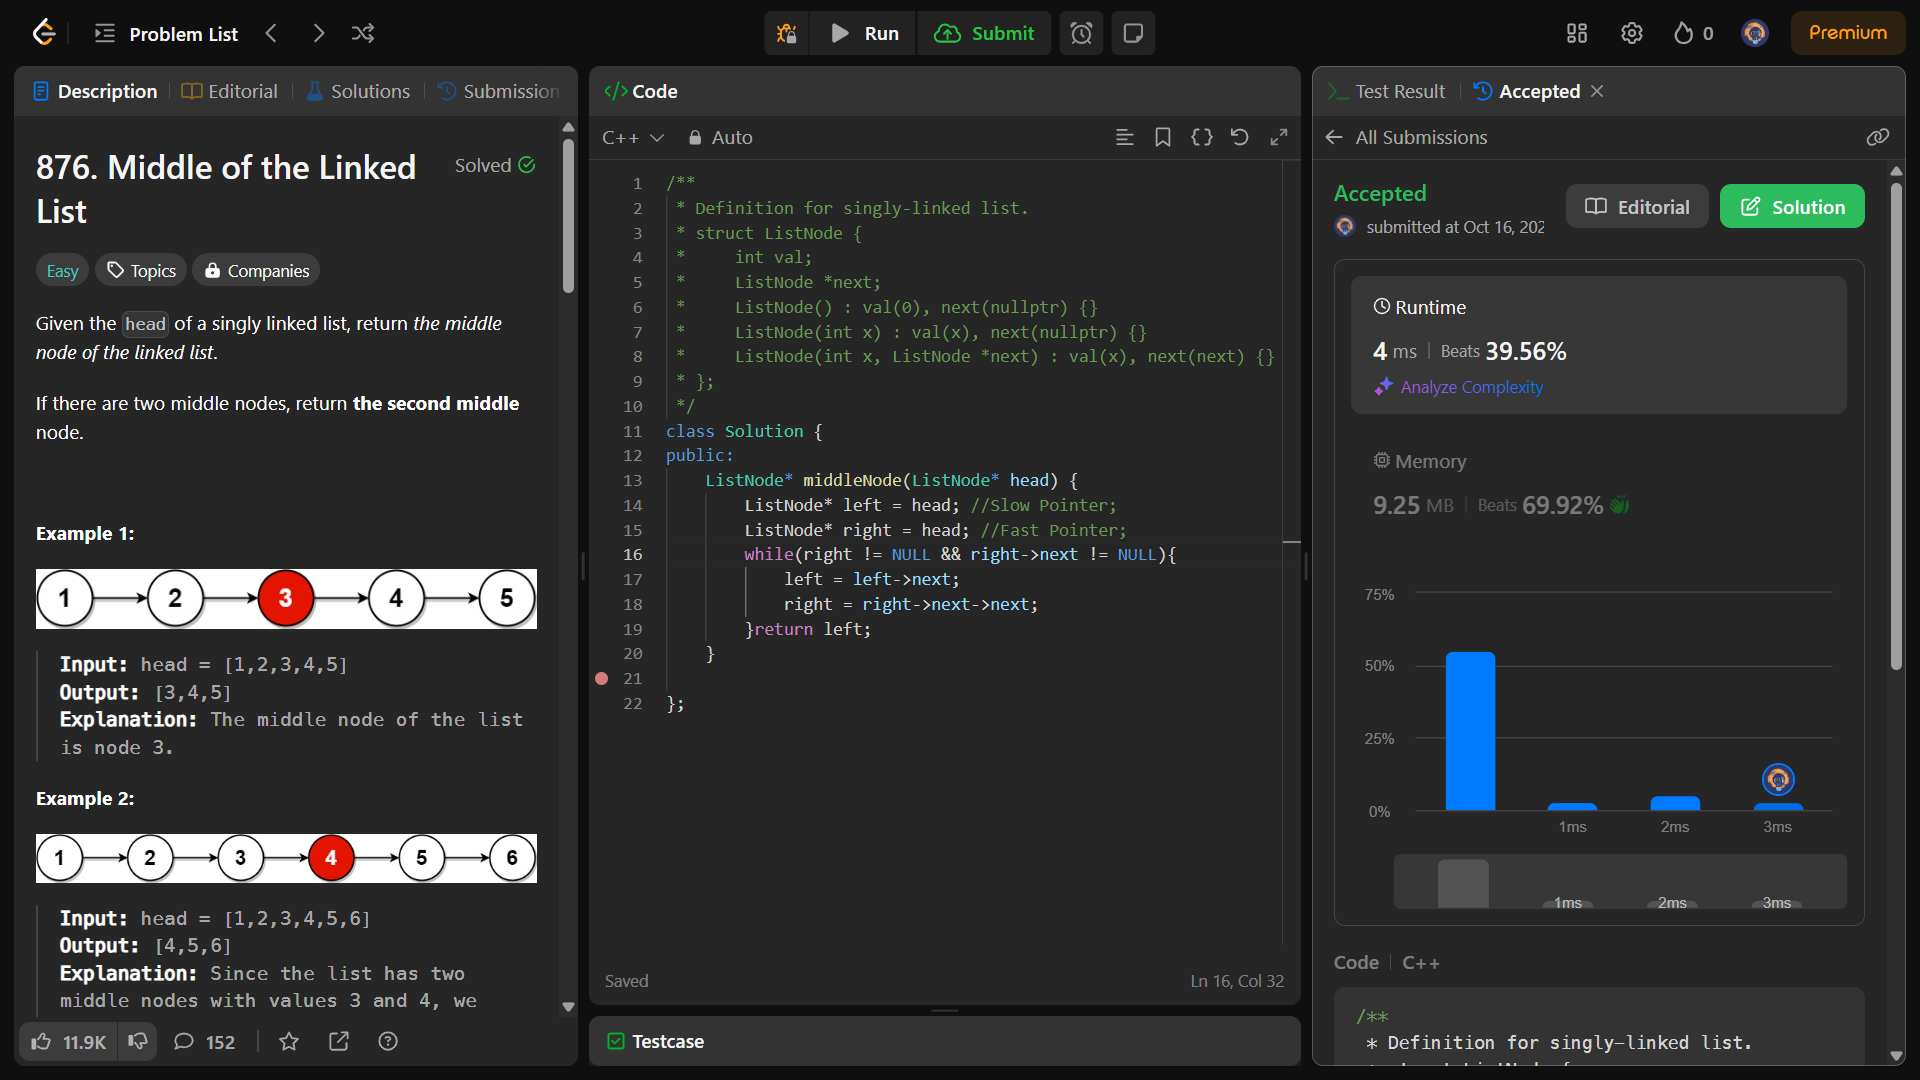 Problem List
Run
Submit
0
Premium
Description
Editorial
Solutions
Submission
876. Middle of the Linked
List
Solved
Easy
Topics
Companies
Given the head of a singly linked list, return the middle
node of the linked list.
If there are two middle nodes, return the second middle
node.
Example 1:
1 2 3 4 5
Input: head = [1,2,3,4,5]
Output: [3,4,5]
Explanation: The middle node of the list
is node 3.
Example 2:
1 2 3 4 5 6
Input: head = [1,2,3,4,5,6]
Output: [4,5,6]
Explanation: Since the list has two
middle nodes with values 3 and 4, we
11.9K
152
</> Code
C++
Auto
1 /**
2 * Definition for singly-linked list.
3 * struct ListNode {
4 *     int val;
5 *     ListNode *next;
6 *     ListNode() : val(0), next(nullptr) {}
7 *     ListNode(int x) : val(x), next(nullptr) {}
8 *     ListNode(int x, ListNode *next) : val(x), next(next) {}
9 * };
10 */
11 class Solution {
12 public:
13     ListNode* middleNode(ListNode* head) {
14         ListNode* left = head; //Slow Pointer;
15         ListNode* right = head; //Fast Pointer;
16         while(right != NULL && right->next != NULL){
17             left = left->next;
18             right = right->next->next;
19         }return left;
20     }
21
22 };
Saved
Ln 16, Col 32
Testcase
Test Result
Accepted
All Submissions
Accepted
submitted at Oct 16, 202
Editorial
Solution
Runtime
4 ms
Beats 39.56%
Analyze Complexity
Memory
9.25 MB
Beats 69.92%
75%
50%
25%
0%
1ms 2ms 3ms
1ms 2ms 3ms
Code
C++
/**
* Definition for singly-linked list.